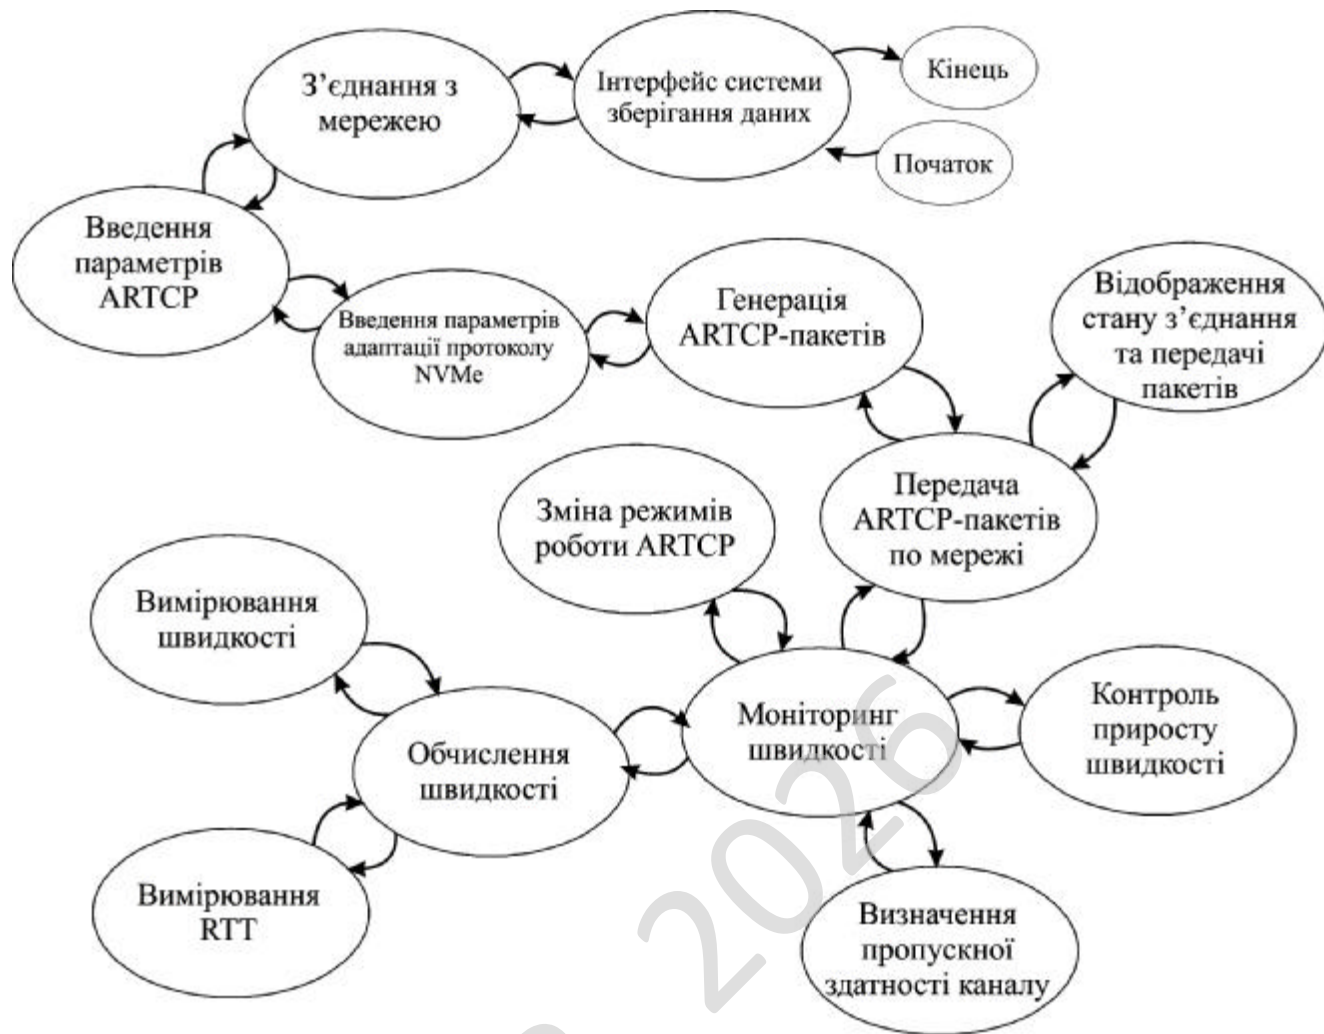 З’єднання з
мережею
Інтерфейс системи
зберігання даних
Кінець
Початок
Введення
параметрів
ARTCP
Введення параметрів
адаптації протоколу
NVMe
Генерація
ARTCP-пакетів
Відображення
стану з’єднання
та передачі
пакетів
Зміна режимів
роботи ARTCP
Передача
ARTCP-пакетів
по мережі
Вимірювання
швидкості
Обчислення
швидкості
Моніторинг
швидкості
Контроль
приросту
швидкості
Вимірювання
RTT
Визначення
пропускної
здатності каналу
2026